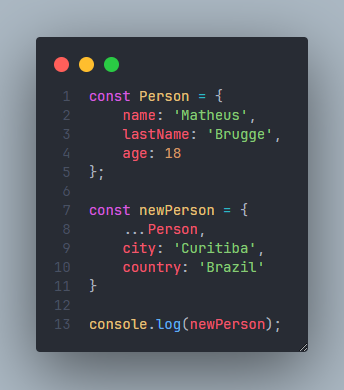 1 const Person = {
2     name: 'Matheus',
3     lastName: 'Brugge',
4     age: 18
5 };
6
7 const newPerson = {
8     ...Person,
9     city: 'Curitiba',
10     country: 'Brazil'
11 }
12
13 console.log(newPerson);